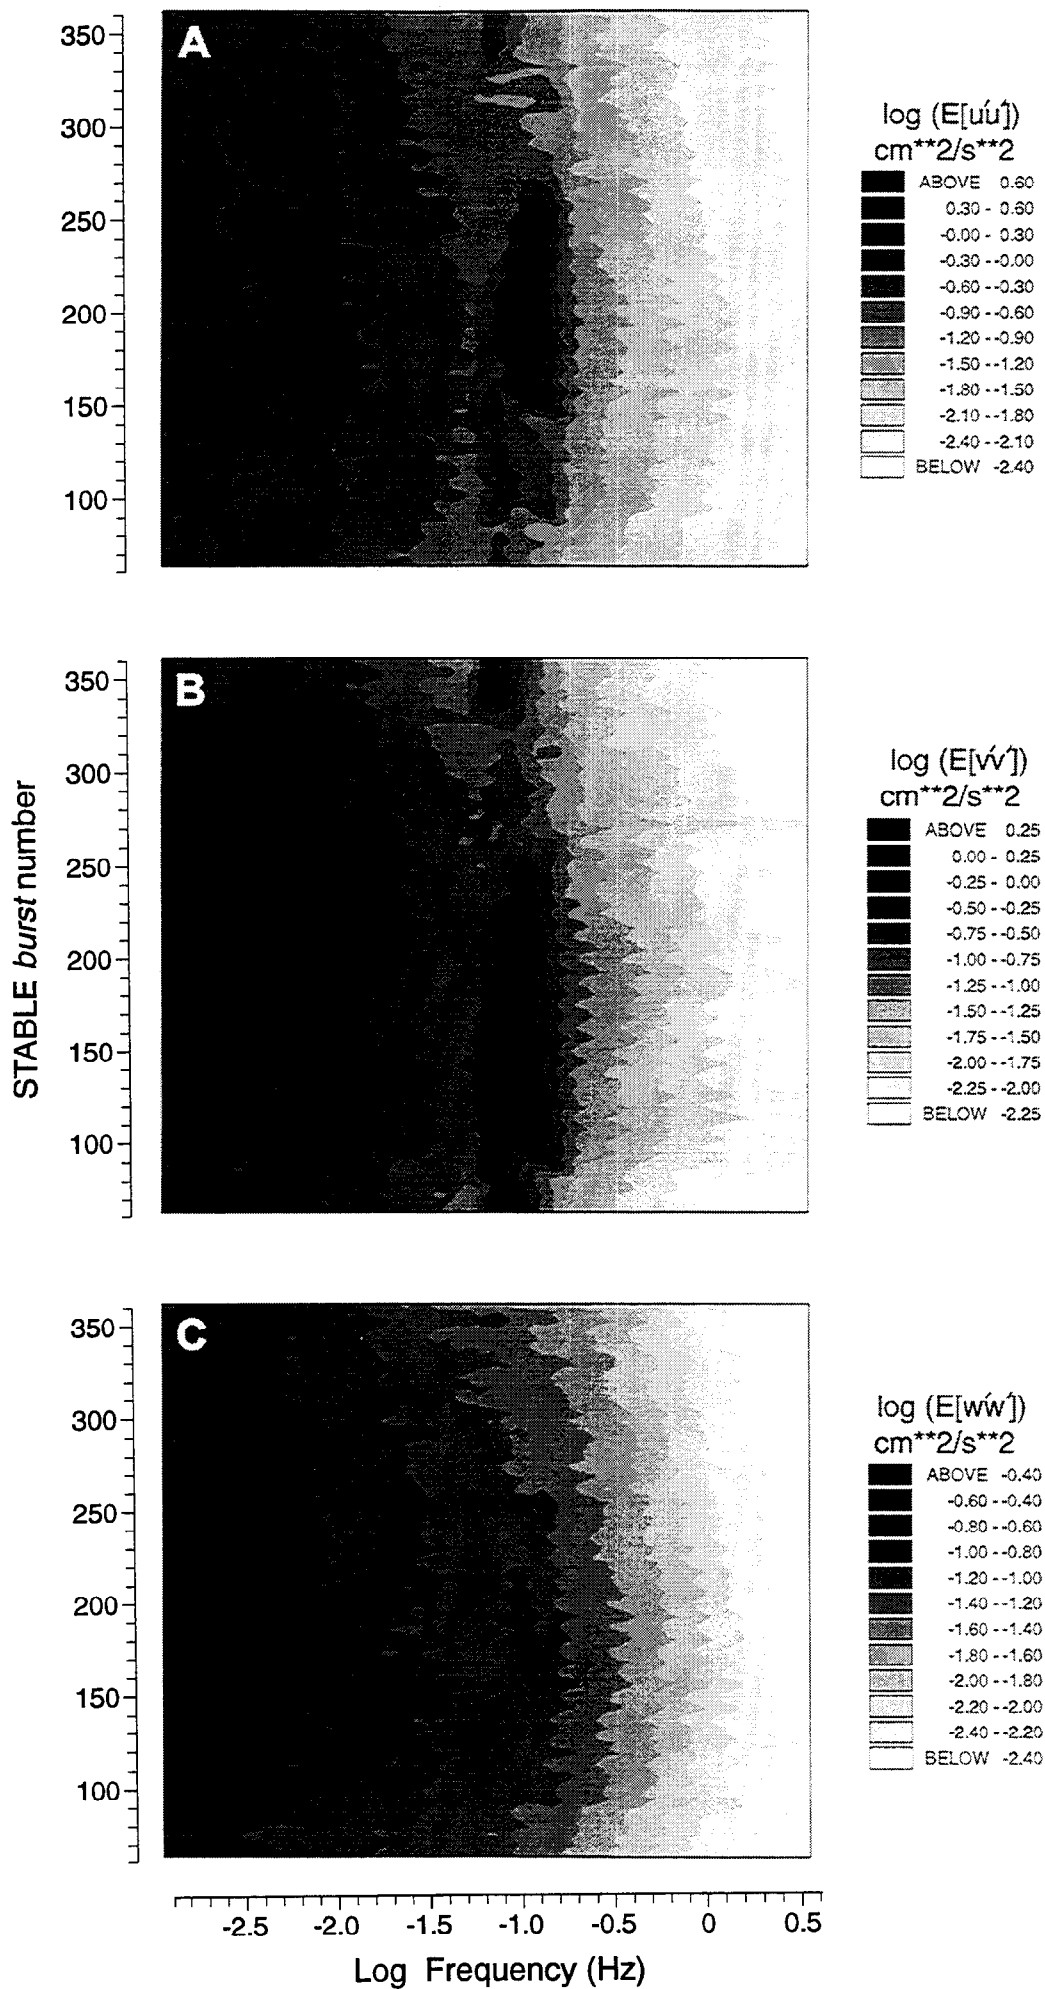 A
350
300
250
200
150
100
log (E[u´u´])
cm**2/s**2
ABOVE 0.60
0.30 - 0.60
-0.00 - 0.30
-0.30 - -0.00
-0.60 - -0.30
-0.90 - -0.60
-1.20 - -0.90
-1.50 - -1.20
-1.80 - -1.50
-2.10 - -1.80
-2.40 - -2.10
BELOW -2.40
STABLE burst number
B
350
300
250
200
150
100
log (E[v´v´])
cm**2/s**2
ABOVE 0.25
0.00 - 0.25
-0.25 - 0.00
-0.50 - -0.25
-0.75 - -0.50
-1.00 - -0.75
-1.25 - -1.00
-1.50 - -1.25
-1.75 - -1.50
-2.00 - -1.75
-2.25 - -2.00
BELOW -2.25
C
350
300
250
200
150
100
log (E[w´w´])
cm**2/s**2
ABOVE -0.40
-0.60 - -0.40
-0.80 - -0.60
-1.00 - -0.80
-1.20 - -1.00
-1.40 - -1.20
-1.60 - -1.40
-1.80 - -1.60
-2.00 - -1.80
-2.20 - -2.00
-2.40 - -2.20
BELOW -2.40
-2.5 -2.0 -1.5 -1.0 -0.5 0 0.5
Log Frequency (Hz)